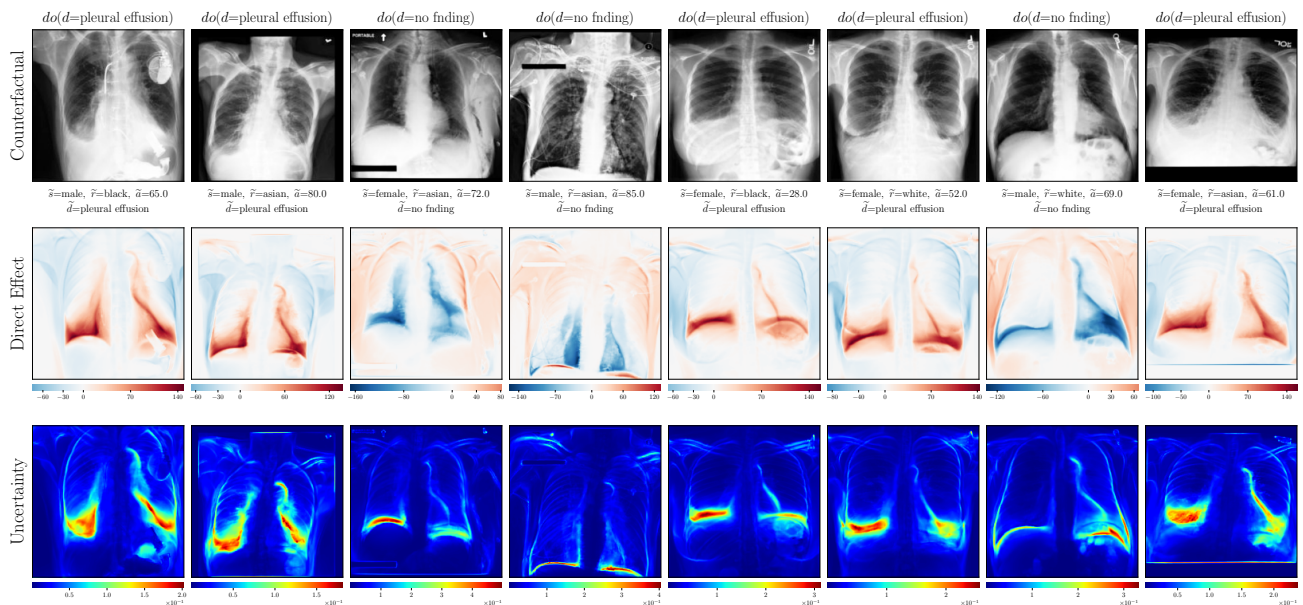 do(d=pleural effusion) do(d=pleural effusion) do(d=no fnding) do(d=no fnding) do(d=pleural effusion) do(d=pleural effusion) do(d=no fnding) do(d=pleural effusion)
Counterfactual
PORTABLE
s̃=male, r̃=black, ã=65.0 s̃=male, r̃=asian, ã=80.0 s̃=female, r̃=asian, ã=72.0 s̃=male, r̃=asian, ã=85.0 s̃=female, r̃=black, ã=28.0 s̃=female, r̃=white, ã=52.0 s̃=male, r̃=white, ã=69.0 s̃=female, r̃=asian, ã=61.0
d̃=pleural effusion d̃=pleural effusion d̃=no fnding d̃=no fnding d̃=pleural effusion d̃=pleural effusion d̃=no fnding d̃=pleural effusion
Direct Effect
−60 −30 0 70 140 −60 −30 0 60 120 −160 −80 0 40 80 −120 −60 0 60 120 −60 0 70 140 −80 −40 0 70 140 −120 −60 0 30 60 −100 −50 0 70 140
Uncertainty
0.5 1.0 1.5 2.0 0.5 1.0 1.5 1 2 3 4 1 2 3 4 1 2 3 1 2 1 2 3 0.5 1.0 1.5 2.0
×10⁻¹ ×10⁻¹ ×10⁻¹ ×10⁻¹ ×10⁻¹ ×10⁻¹ ×10⁻¹ ×10⁻¹